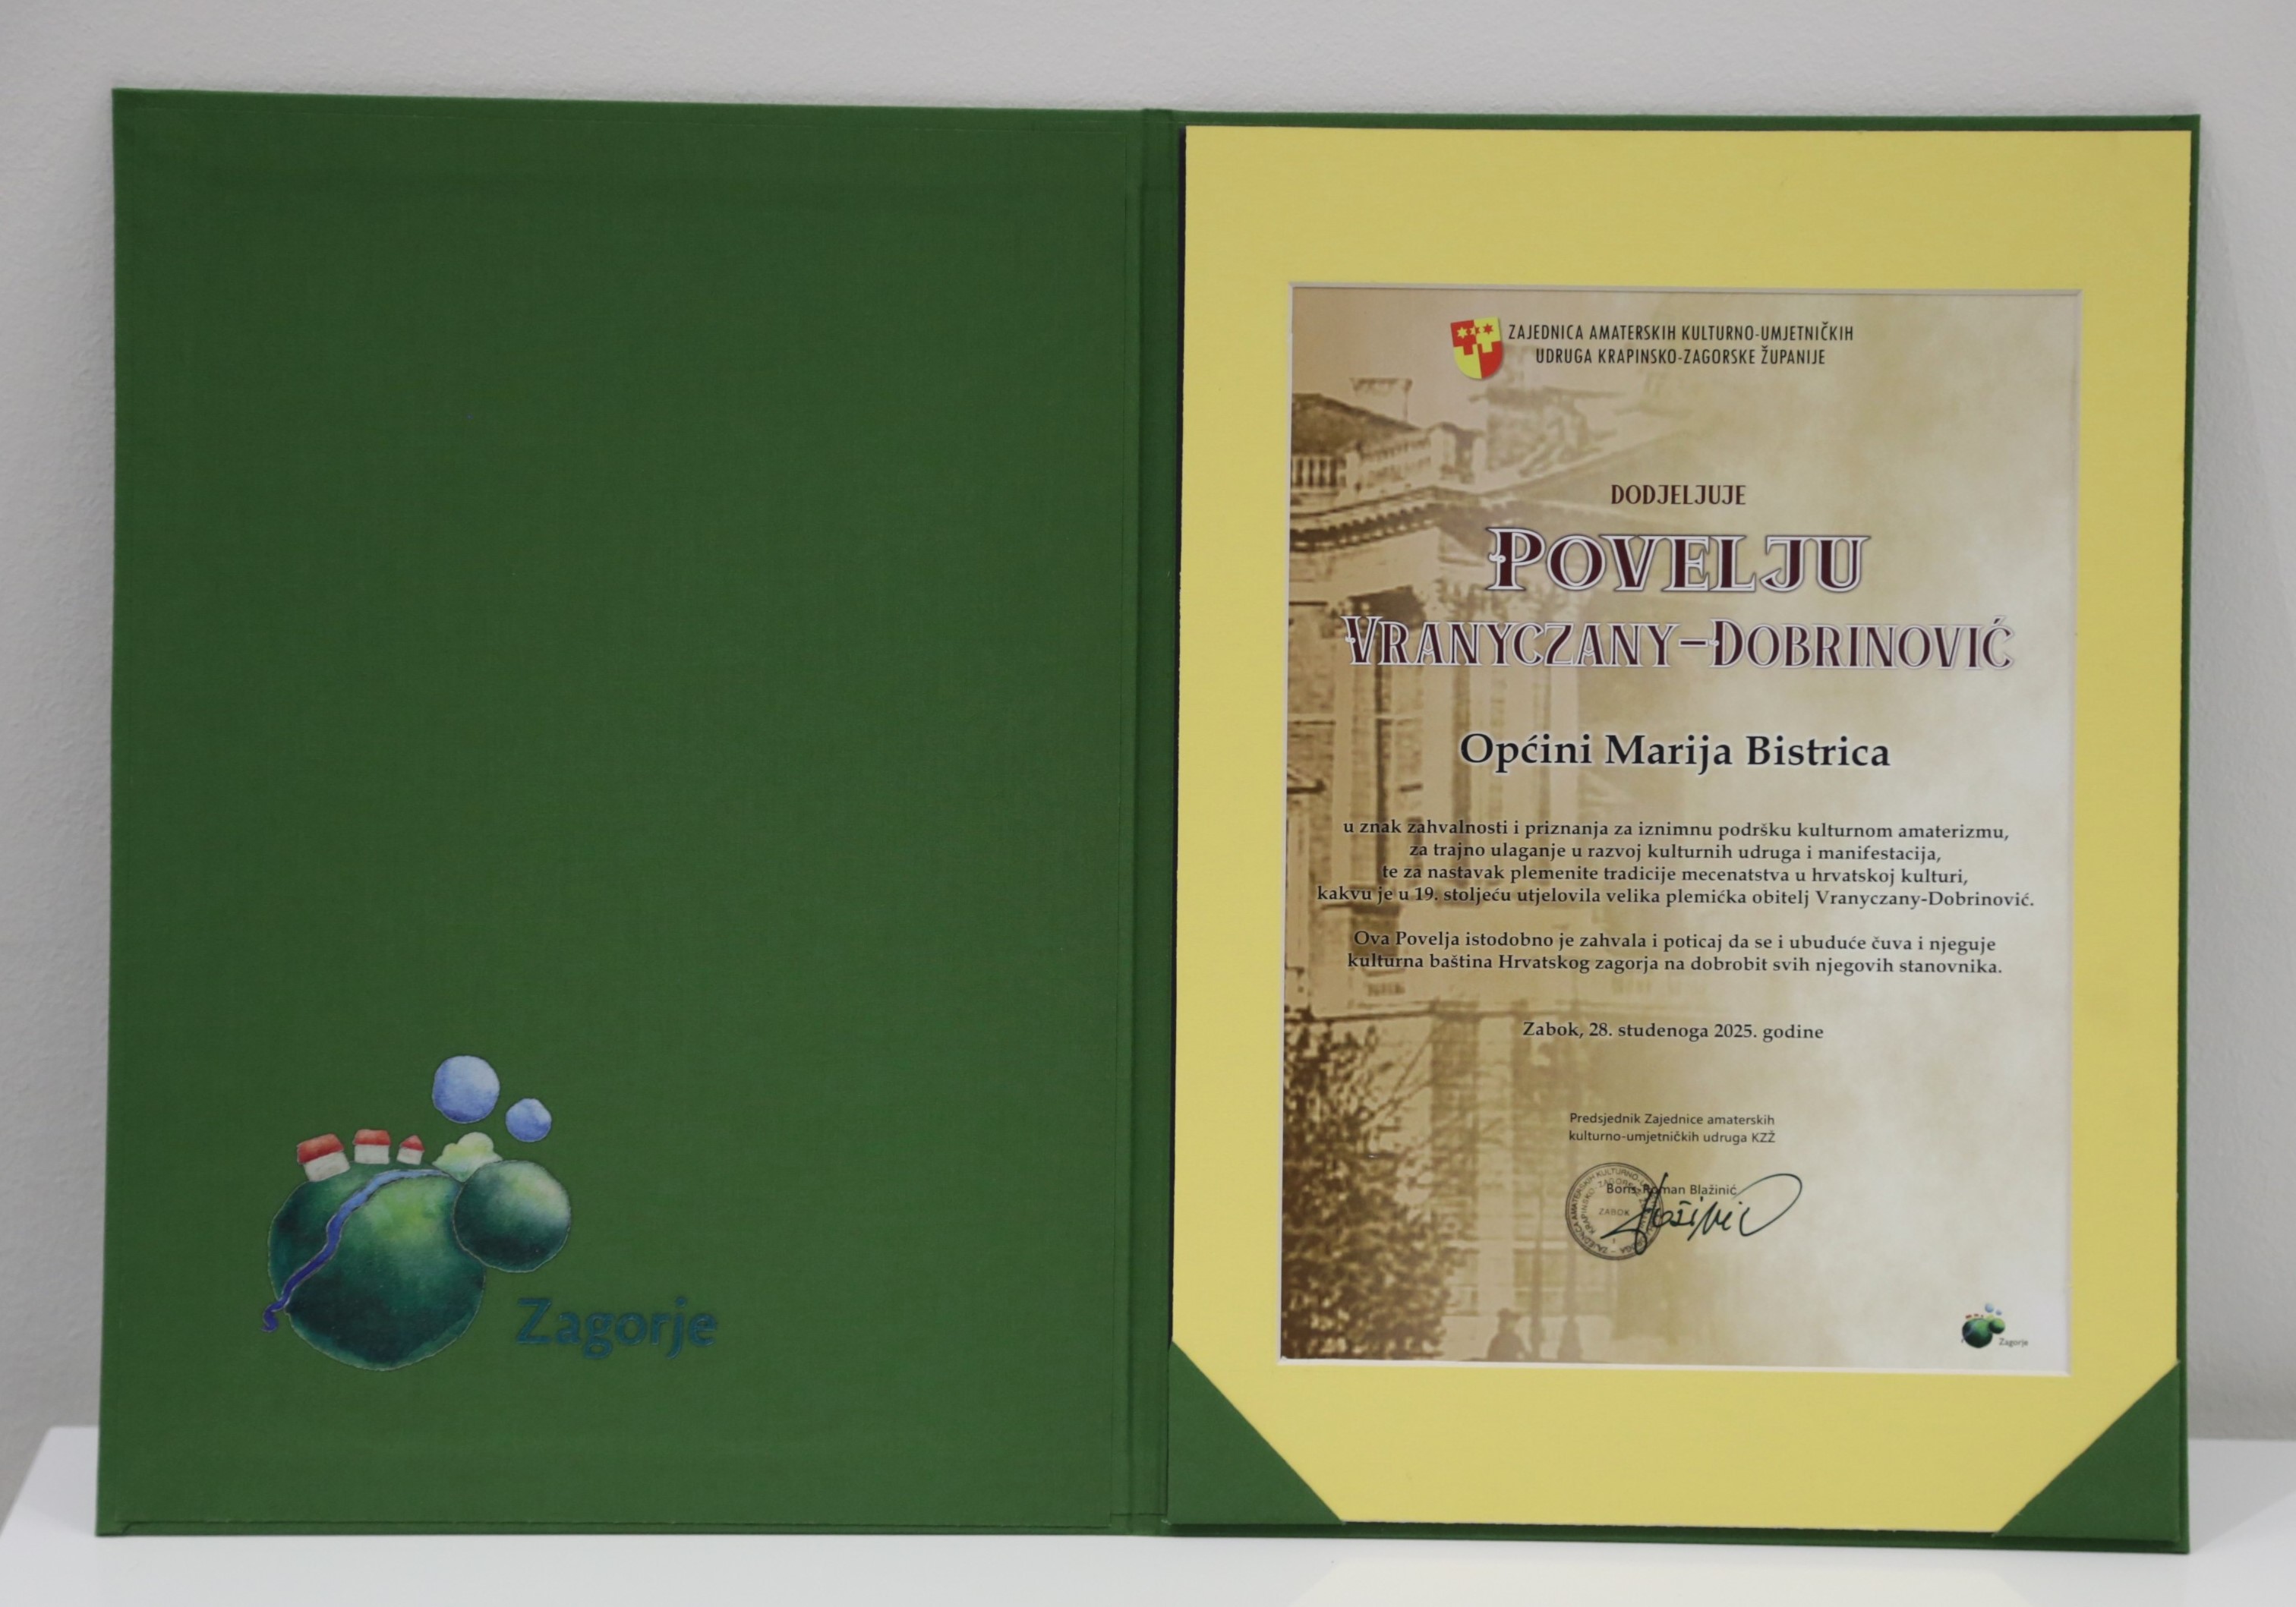 Zagorje
ZAJEDNICA AMATERSKIH KULTURNO-UMJETNIČKIH
UDRUGA KRAPINSKO-ZAGORSKE ŽUPANIJE
DODJELJUJE
POVELJU
VRANYCZANY-DOBRINOVIĆ
Općini Marija Bistrica
u znak zahvalnosti i priznanja za iznimnu podršku kulturnom amaterizmu,
za trajno ulaganje u razvoj kulturnih udruga i manifestacija,
te za nastavak plemenite tradicije mecenatstva u hrvatskoj kulturi,
kakvu je u 19. stoljeću utjelovila velika plemićka obitelj Vranyczany-Dobrinović.
Ova Povelja istodobno je zahvala i poticaj da se i ubuduće čuva i njeguje
kulturna baština Hrvatskog zagorja na dobrobit svih njegovih stanovnika.
Zabok, 28. studenoga 2025. godine
Predsjednik Zajednice amaterskih
kulturno-umjetničkih udruga KZŽ
Boris-Roman Blažinić
ZABOK
Zagorje